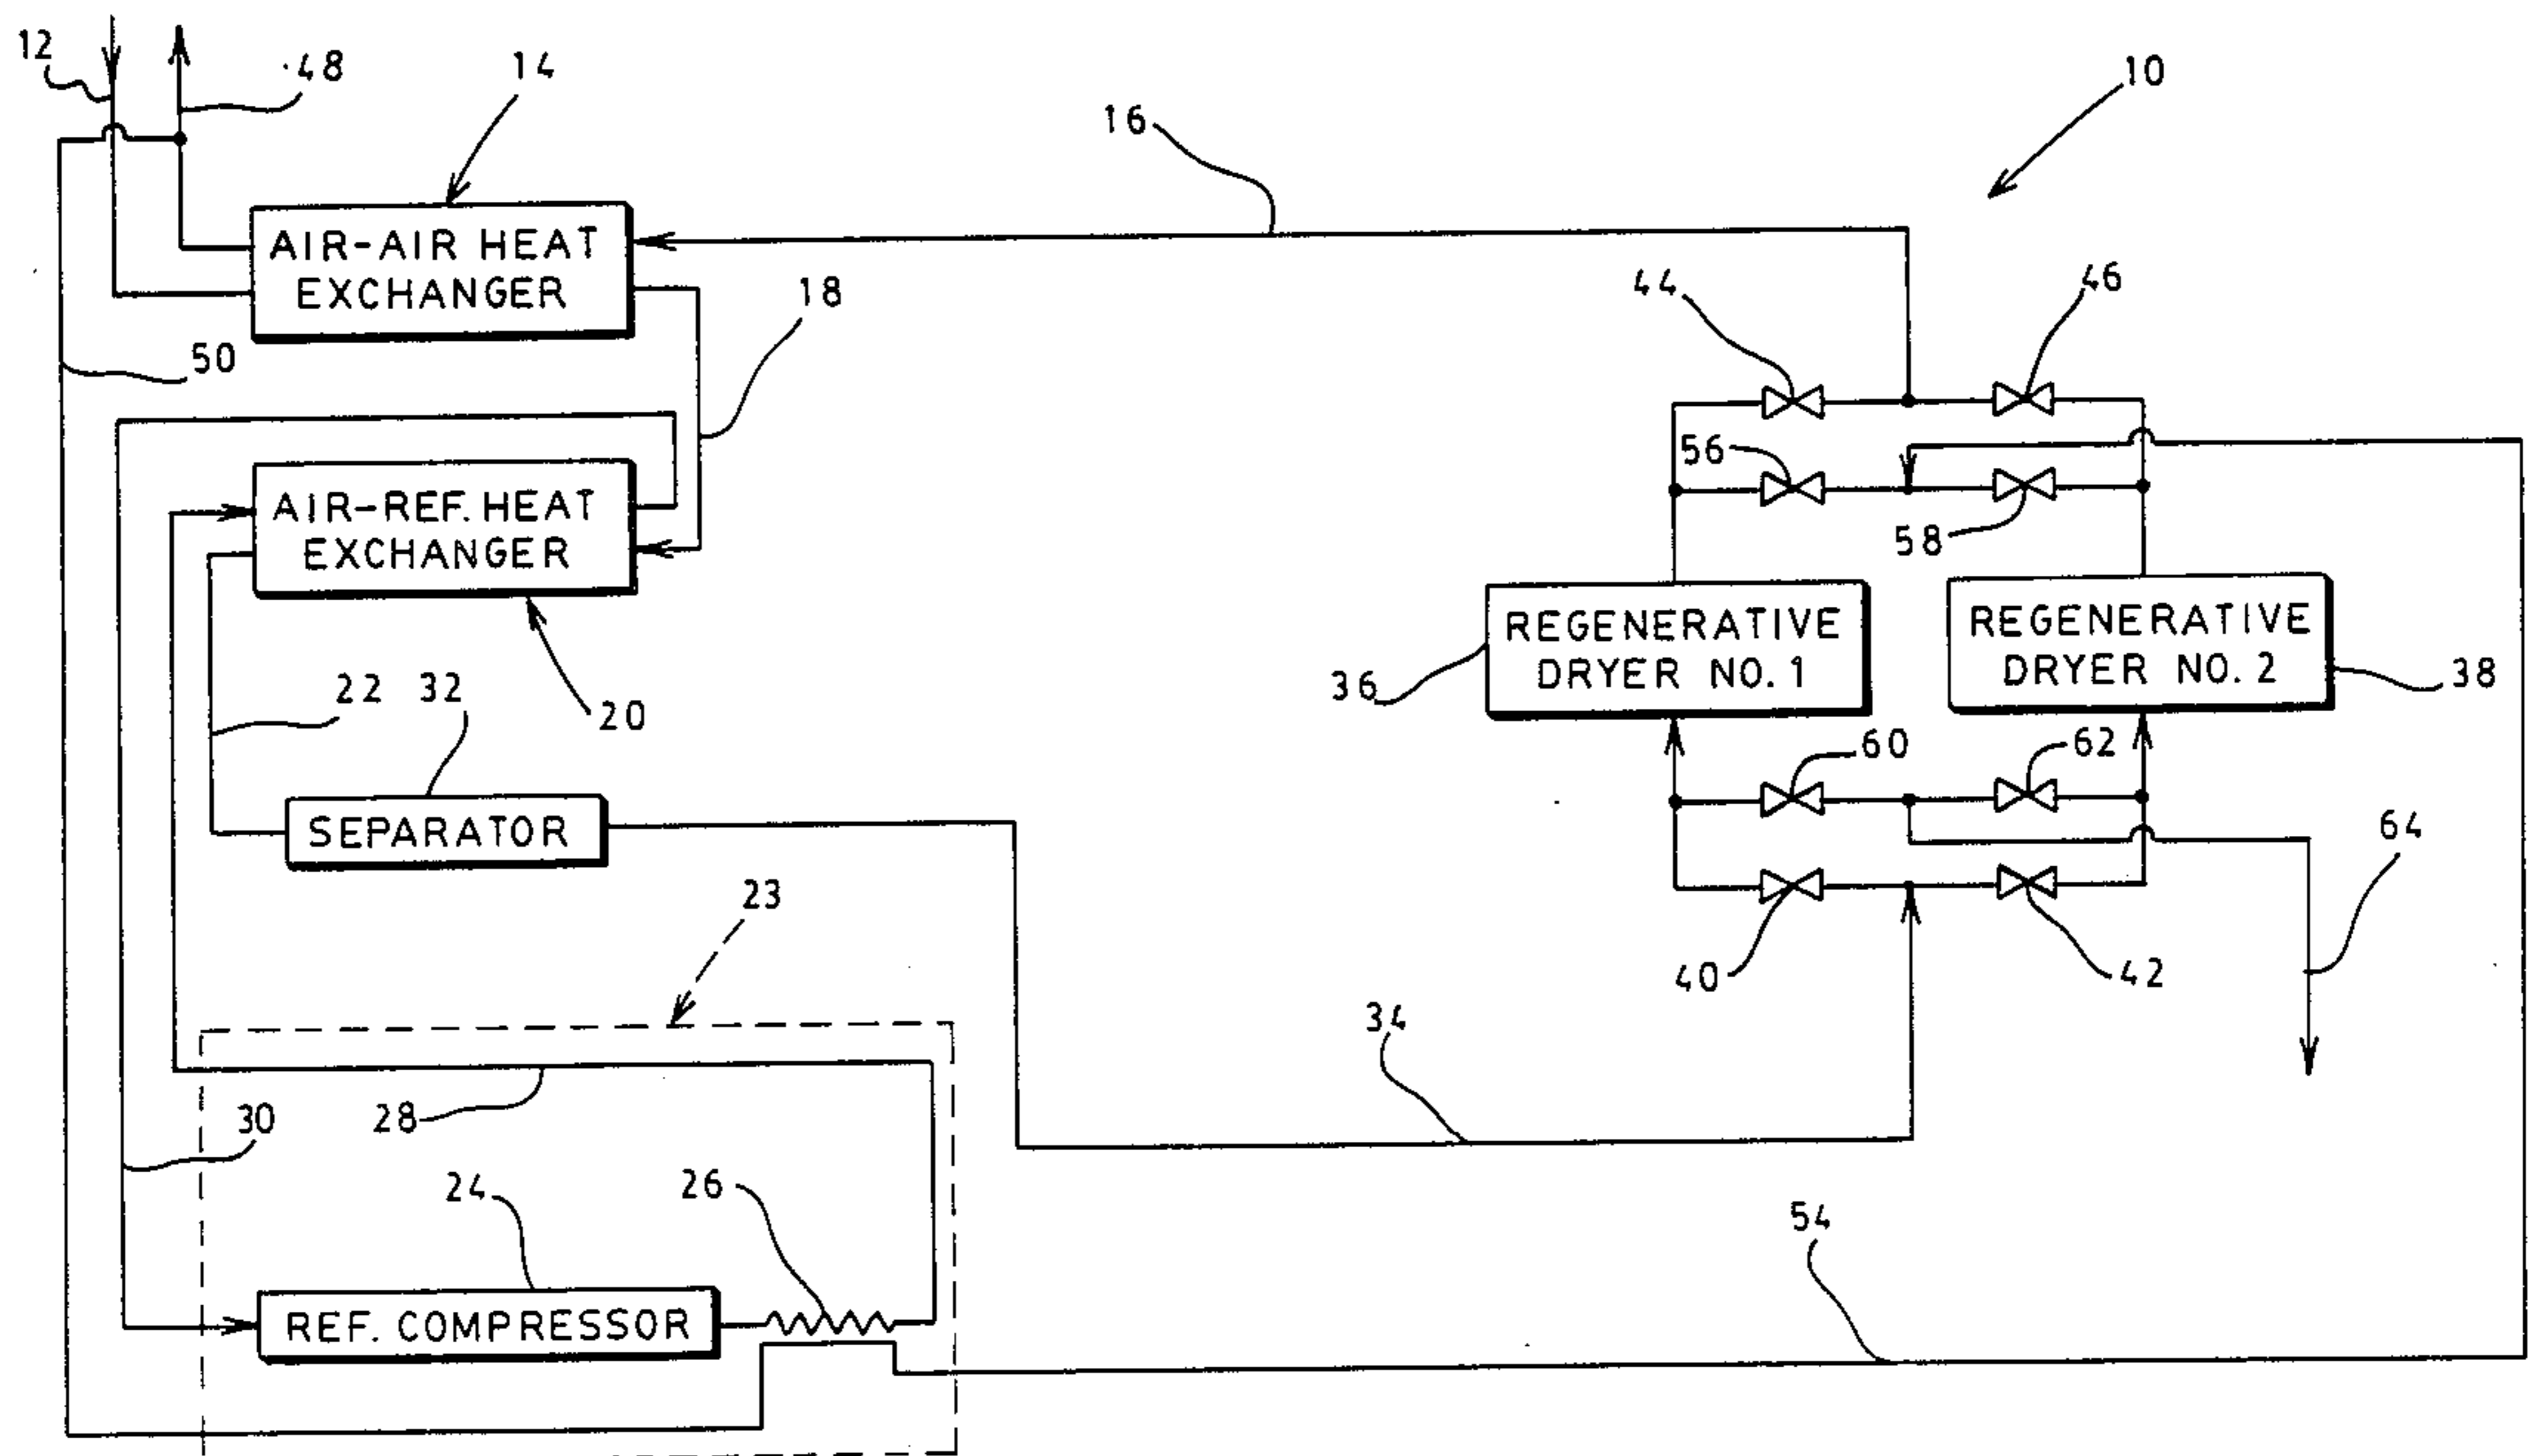 12
48
14
10
16
AIR-AIR HEAT
EXCHANGER
18
44
46
50
56
58
AIR-REF. HEAT
EXCHANGER
REGENERATIVE
DRYER NO. 1
REGENERATIVE
DRYER NO. 2
36
38
22
32
20
60
62
SEPARATOR
64
23
40
42
34
28
30
24
26
54
REF. COMPRESSOR